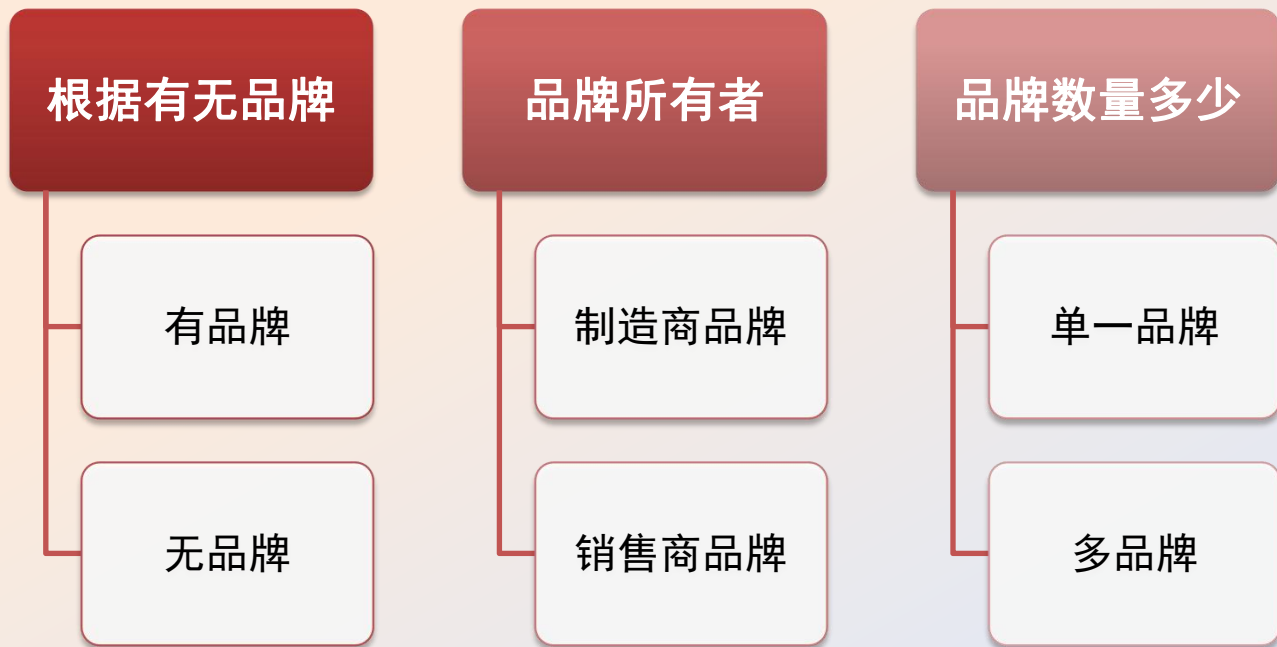 根据有无品牌
有品牌
无品牌
品牌所有者
制造商品牌
销售商品牌
品牌数量多少
单一品牌
多品牌